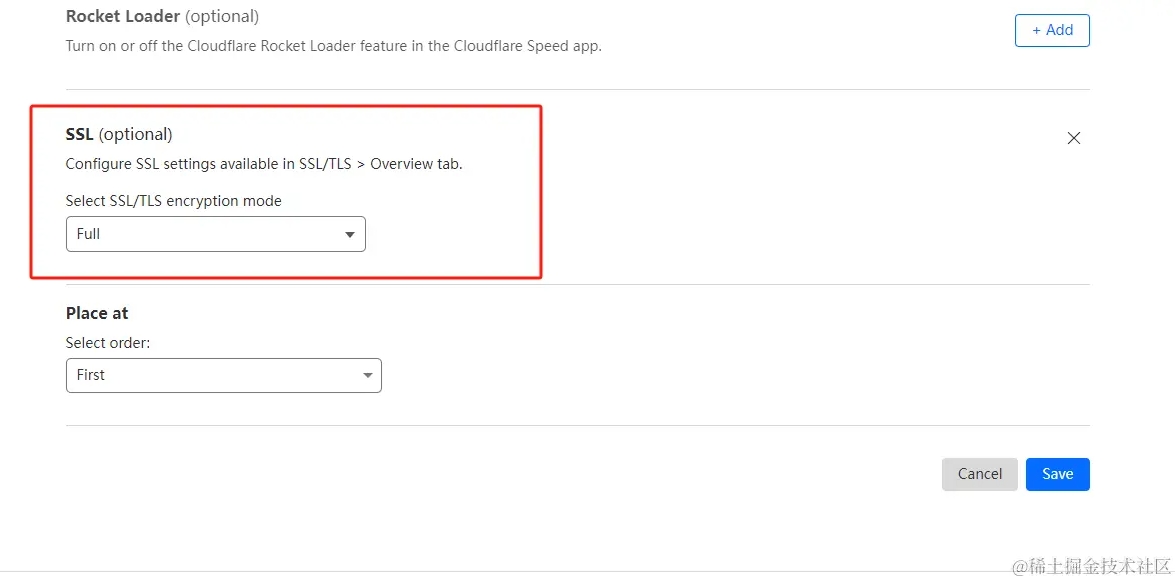 Rocket Loader (optional)
+ Add
Turn on or off the Cloudflare Rocket Loader feature in the Cloudflare Speed app.
SSL (optional)
Configure SSL settings available in SSL/TLS > Overview tab.
Select SSL/TLS encryption mode
Full
Place at
Select order:
First
Cancel
Save
@稀土掘金技术社区